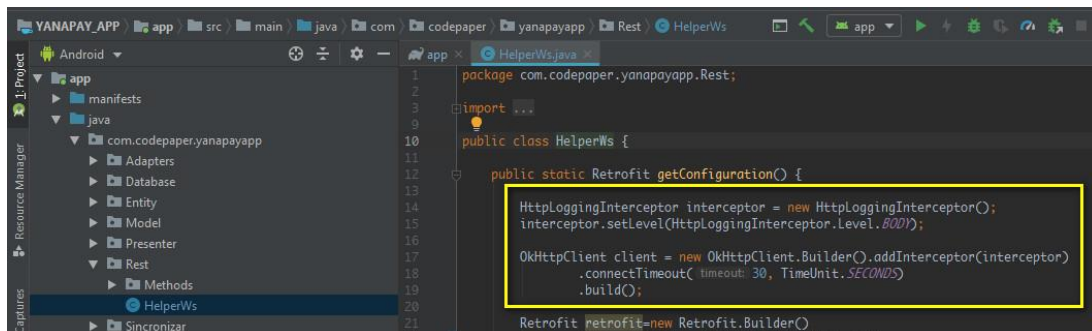 YANAPAY_APP app src main java com codepaper yanapayapp Rest HelperWs app
1: Project
Resource Manager
Captures
Android
app
manifests
java
com.codepaper.yanapayapp
Adapters
Database
Entity
Model
Presenter
Rest
Methods
HelperWs
Sincronizar
app HelperWs.java
1 package com.codepaper.yanapayapp.Rest;
2
3 import ...
9
10 public class HelperWs {
11
12 public static Retrofit getConfiguration() {
13
14 HttpLoggingInterceptor interceptor = new HttpLoggingInterceptor();
15 interceptor.setLevel(HttpLoggingInterceptor.Level.BODY);
16
17 OkHttpClient client = new OkHttpClient.Builder().addInterceptor(interceptor)
18 .connectTimeout( timeout: 30, TimeUnit.SECONDS)
19 .build();
20
21 Retrofit retrofit=new Retrofit.Builder()